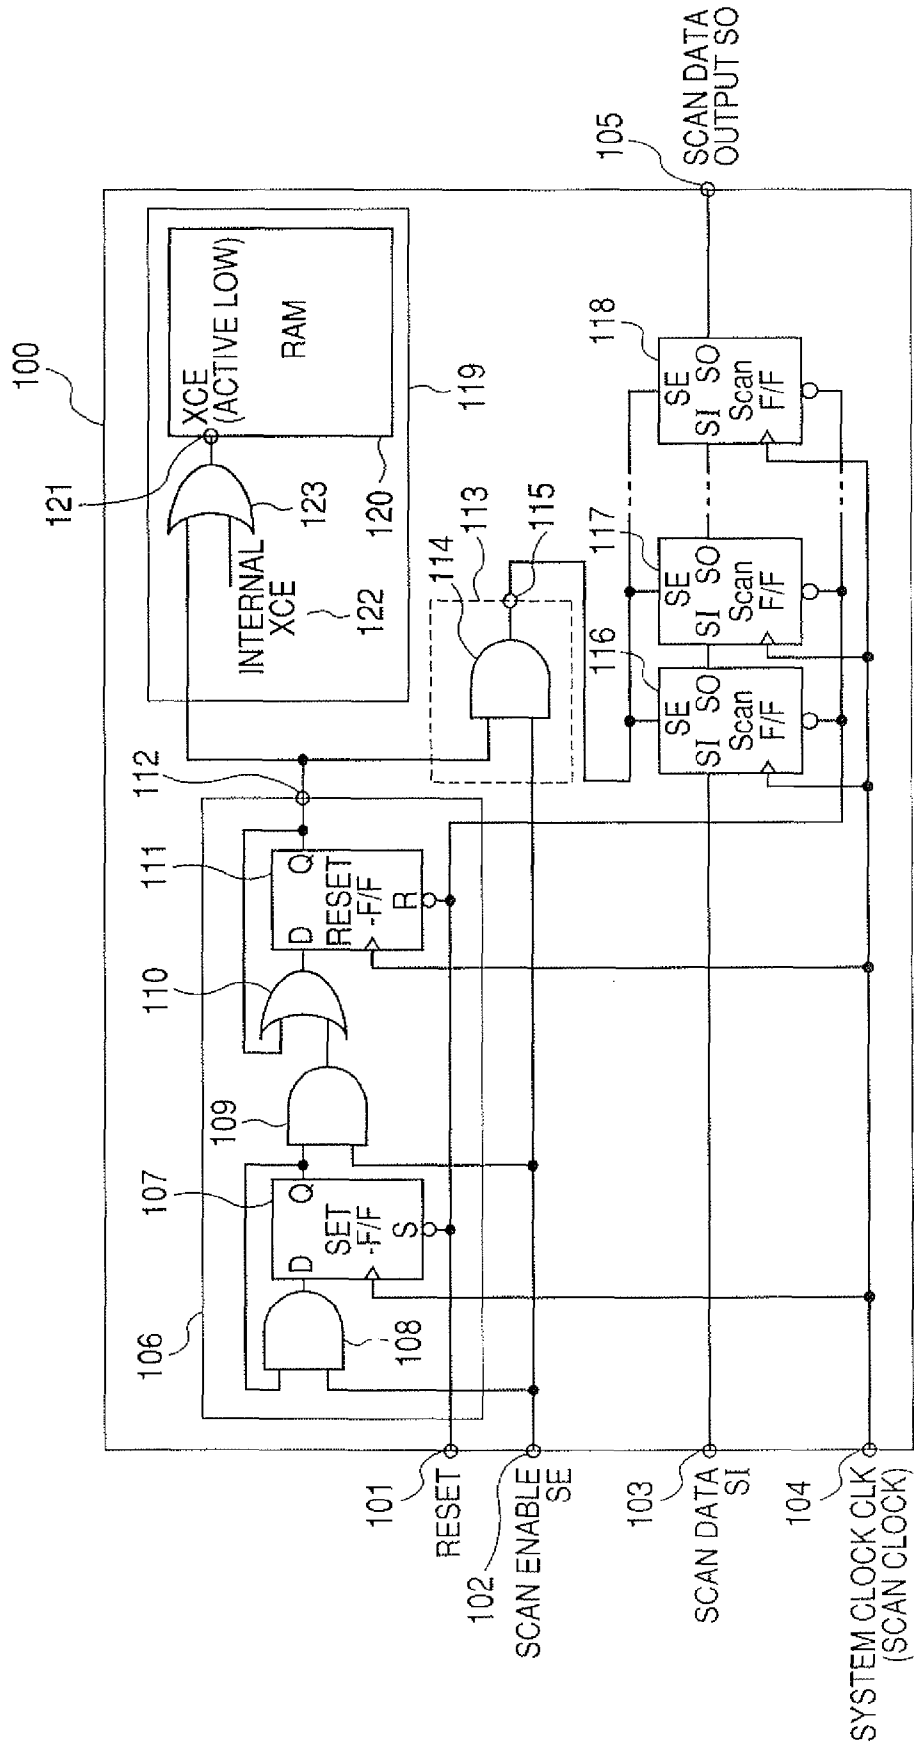 100
121
XCE
(ACTIVE LOW)
RAM
123
INTERNAL
XCE
122
120
119
106
107
D
Q
SET
-F/F
S
108
109
110
111
D
Q
RESET
-F/F
R
112
113
114
115
116
SE
SI SO
Scan
F/F
117
SE
SI SO
Scan
F/F
118
SE
SI SO
Scan
F/F
105
SCAN DATA
OUTPUT SO
101
RESET
102
SCAN ENABLE
SE
103
SCAN DATA
SI
104
SYSTEM CLOCK CLK
(SCAN CLOCK)